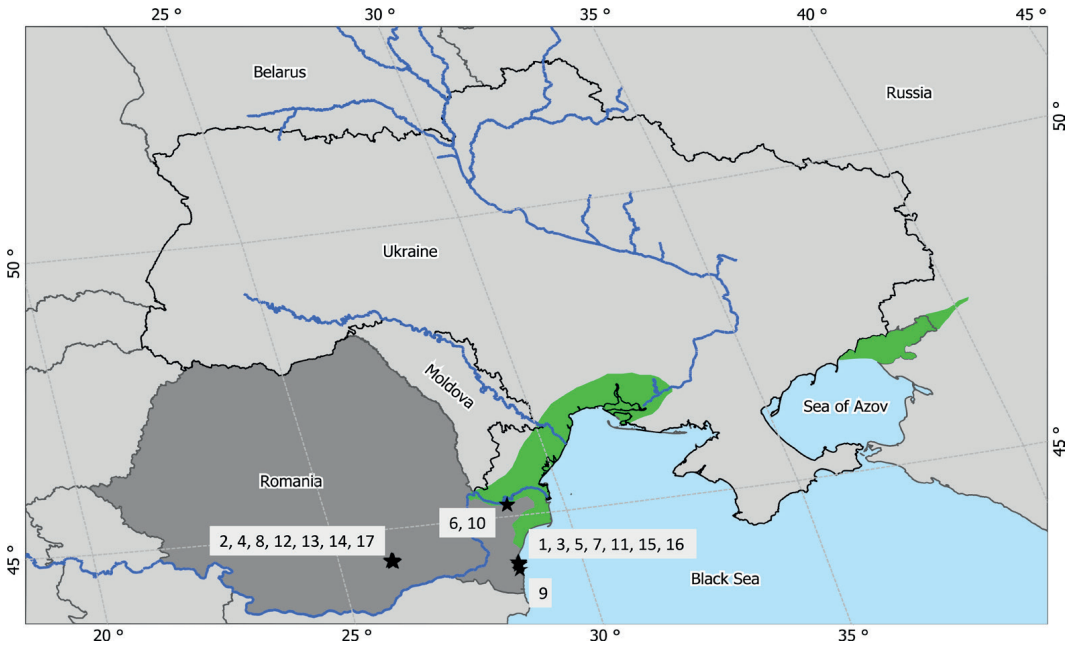 25 °
30 °
35 °
40 °
45 °
Belarus
Russia
50 °
Ukraine
50 °
Moldova
Sea of Azov
45 °
Romania
6, 10
2, 4, 8, 12, 13, 14, 17
1, 3, 5, 7, 11, 15, 16
45 °
Black Sea
9
20 °
25 °
30 °
35 °